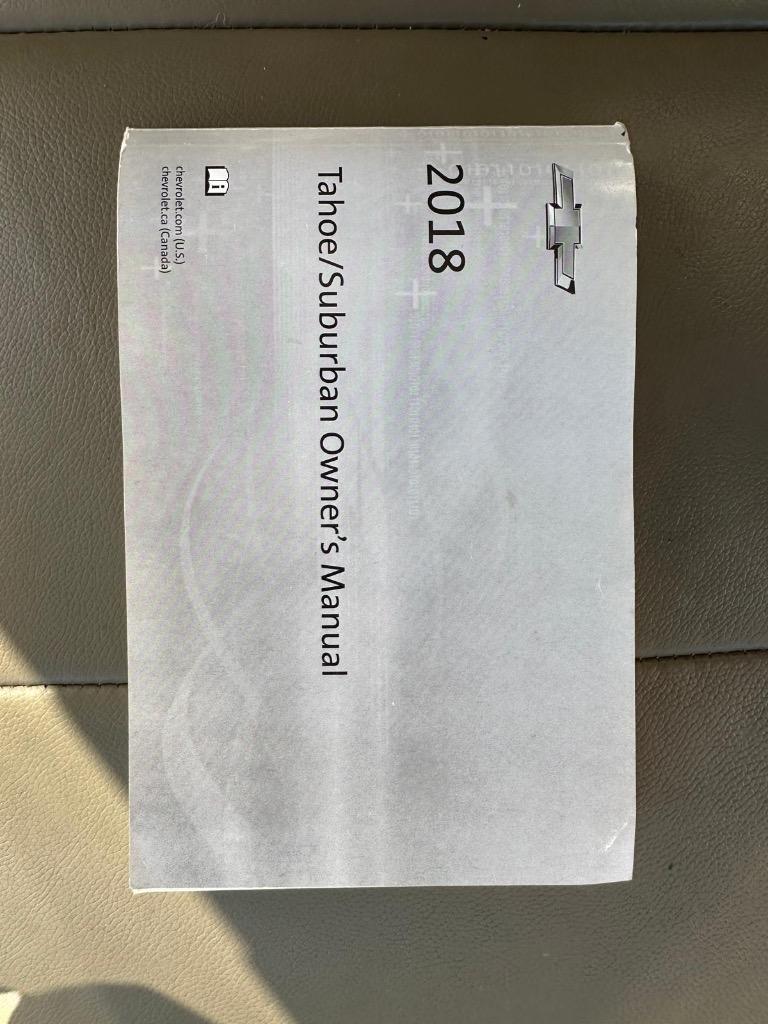 2018
Tahoe/Suburban Owner's Manual
i
chevrolet.com (U.S.)
chevrolet.ca (Canada)